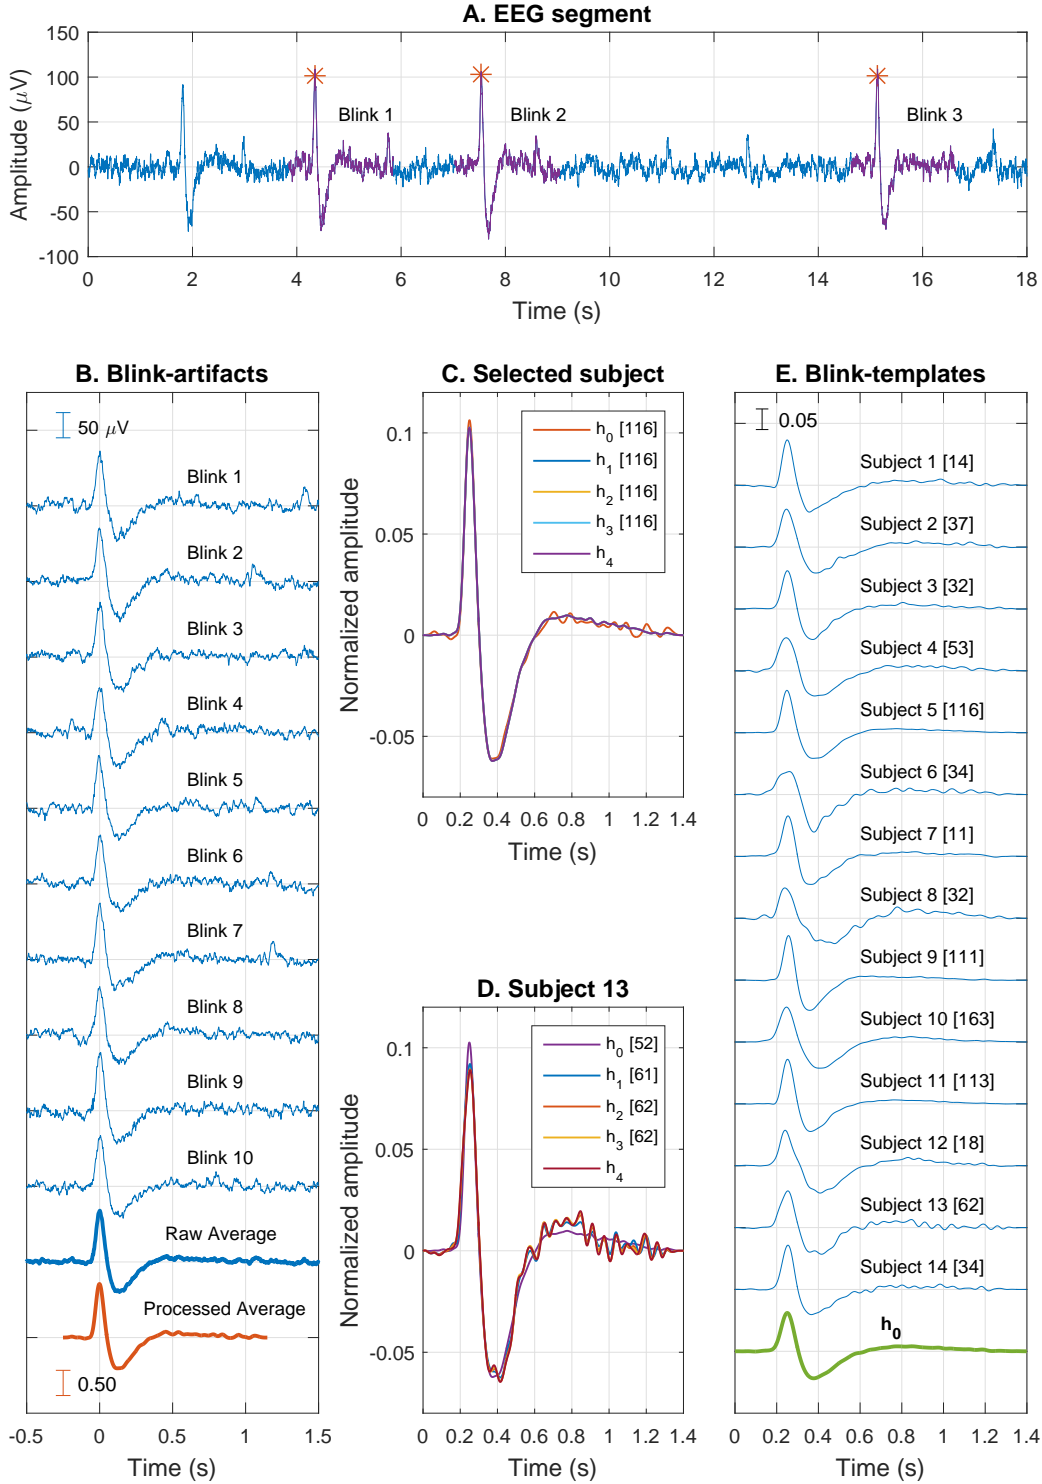 A. EEG segment
150
100
50
0
-50
-100
Amplitude (μV)
Blink 1
Blink 2
Blink 3
0 2 4 6 8 10 12 14 16 18
Time (s)
B. Blink-artifacts
50 μV
Blink 1
Blink 2
Blink 3
Blink 4
Blink 5
Blink 6
Blink 7
Blink 8
Blink 9
Blink 10
Raw Average
Processed Average
0.50
-0.5 0 0.5 1 1.5
Time (s)
C. Selected subject
h0 [116]
h1 [116]
h2 [116]
h3 [116]
h4
0.1
0.05
0
-0.05
Normalized amplitude
0 0.2 0.4 0.6 0.8 1 1.2 1.4
Time (s)
D. Subject 13
h0 [52]
h1 [61]
h2 [62]
h3 [62]
h4
0.1
0.05
0
-0.05
Normalized amplitude
0 0.2 0.4 0.6 0.8 1 1.2 1.4
Time (s)
E. Blink-templates
0.05
Subject 1 [14]
Subject 2 [37]
Subject 3 [32]
Subject 4 [53]
Subject 5 [116]
Subject 6 [34]
Subject 7 [11]
Subject 8 [32]
Subject 9 [111]
Subject 10 [163]
Subject 11 [113]
Subject 12 [18]
Subject 13 [62]
Subject 14 [34]
h0
0 0.2 0.4 0.6 0.8 1 1.2 1.4
Time (s)